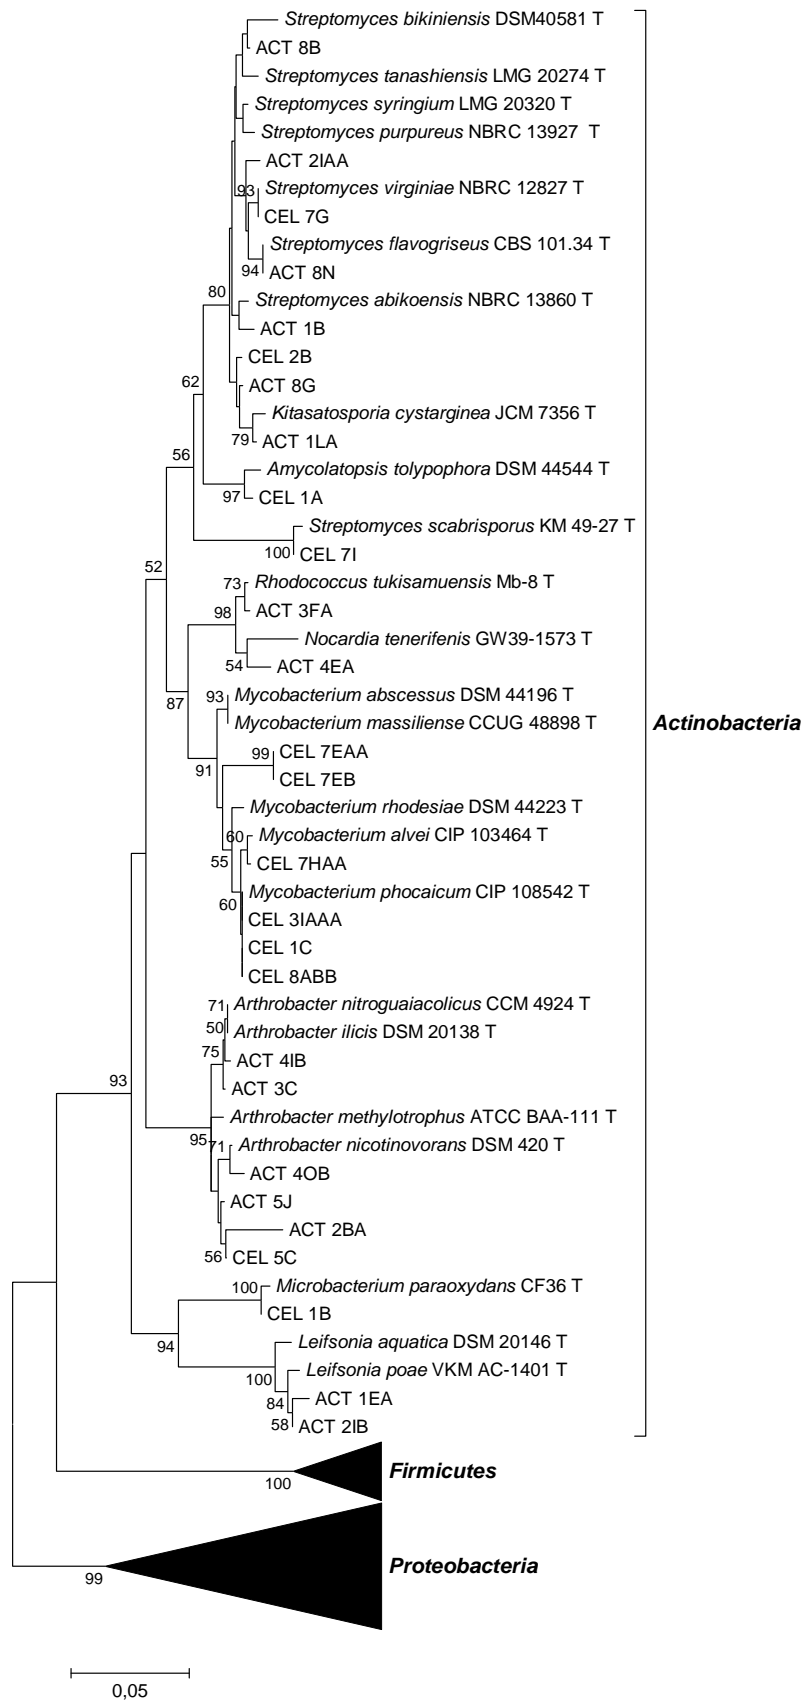 Streptomyces bikiniensis DSM40581 T
ACT 8B
Streptomyces tanashiensis LMG 20274 T
Streptomyces syringium LMG 20320 T
Streptomyces purpureus NBRC 13927 T
ACT 2IAA
93
Streptomyces virginiae NBRC 12827 T
CEL 7G
Streptomyces flavogriseus CBS 101.34 T
94
ACT 8N
80
Streptomyces abikoensis NBRC 13860 T
ACT 1B
CEL 2B
62
ACT 8G
Kitasatosporia cystarginea JCM 7356 T
79
ACT 1LA
56
Amycolatopsis tolypophora DSM 44544 T
97
CEL 1A
Streptomyces scabrisporus KM 49-27 T
100
CEL 7I
52
73
Rhodococcus tukisamuensis Mb-8 T
98
ACT 3FA
Nocardia tenerifenis GW39-1573 T
54
ACT 4EA
87
93
Mycobacterium abscessus DSM 44196 T
Mycobacterium massiliense CCUG 48898 T
Actinobacteria
99
CEL 7EAA
91
CEL 7EB
Mycobacterium rhodesiae DSM 44223 T
60
Mycobacterium alvei CIP 103464 T
55
CEL 7HAA
Mycobacterium phocaicum CIP 108542 T
60
CEL 3IAAA
CEL 1C
CEL 8ABB
71
Arthrobacter nitroguaiacolicus CCM 4924 T
50
Arthrobacter ilicis DSM 20138 T
75
ACT 4IB
93
ACT 3C
Arthrobacter methylotrophus ATCC BAA-111 T
95
71
Arthrobacter nicotinovorans DSM 420 T
ACT 4OB
ACT 5J
ACT 2BA
56
CEL 5C
100
Microbacterium paraoxydans CF36 T
CEL 1B
94
Leifsonia aquatica DSM 20146 T
100
Leifsonia poae VKM AC-1401 T
84
ACT 1EA
58
ACT 2IB
Firmicutes
100
Proteobacteria
99
0,05